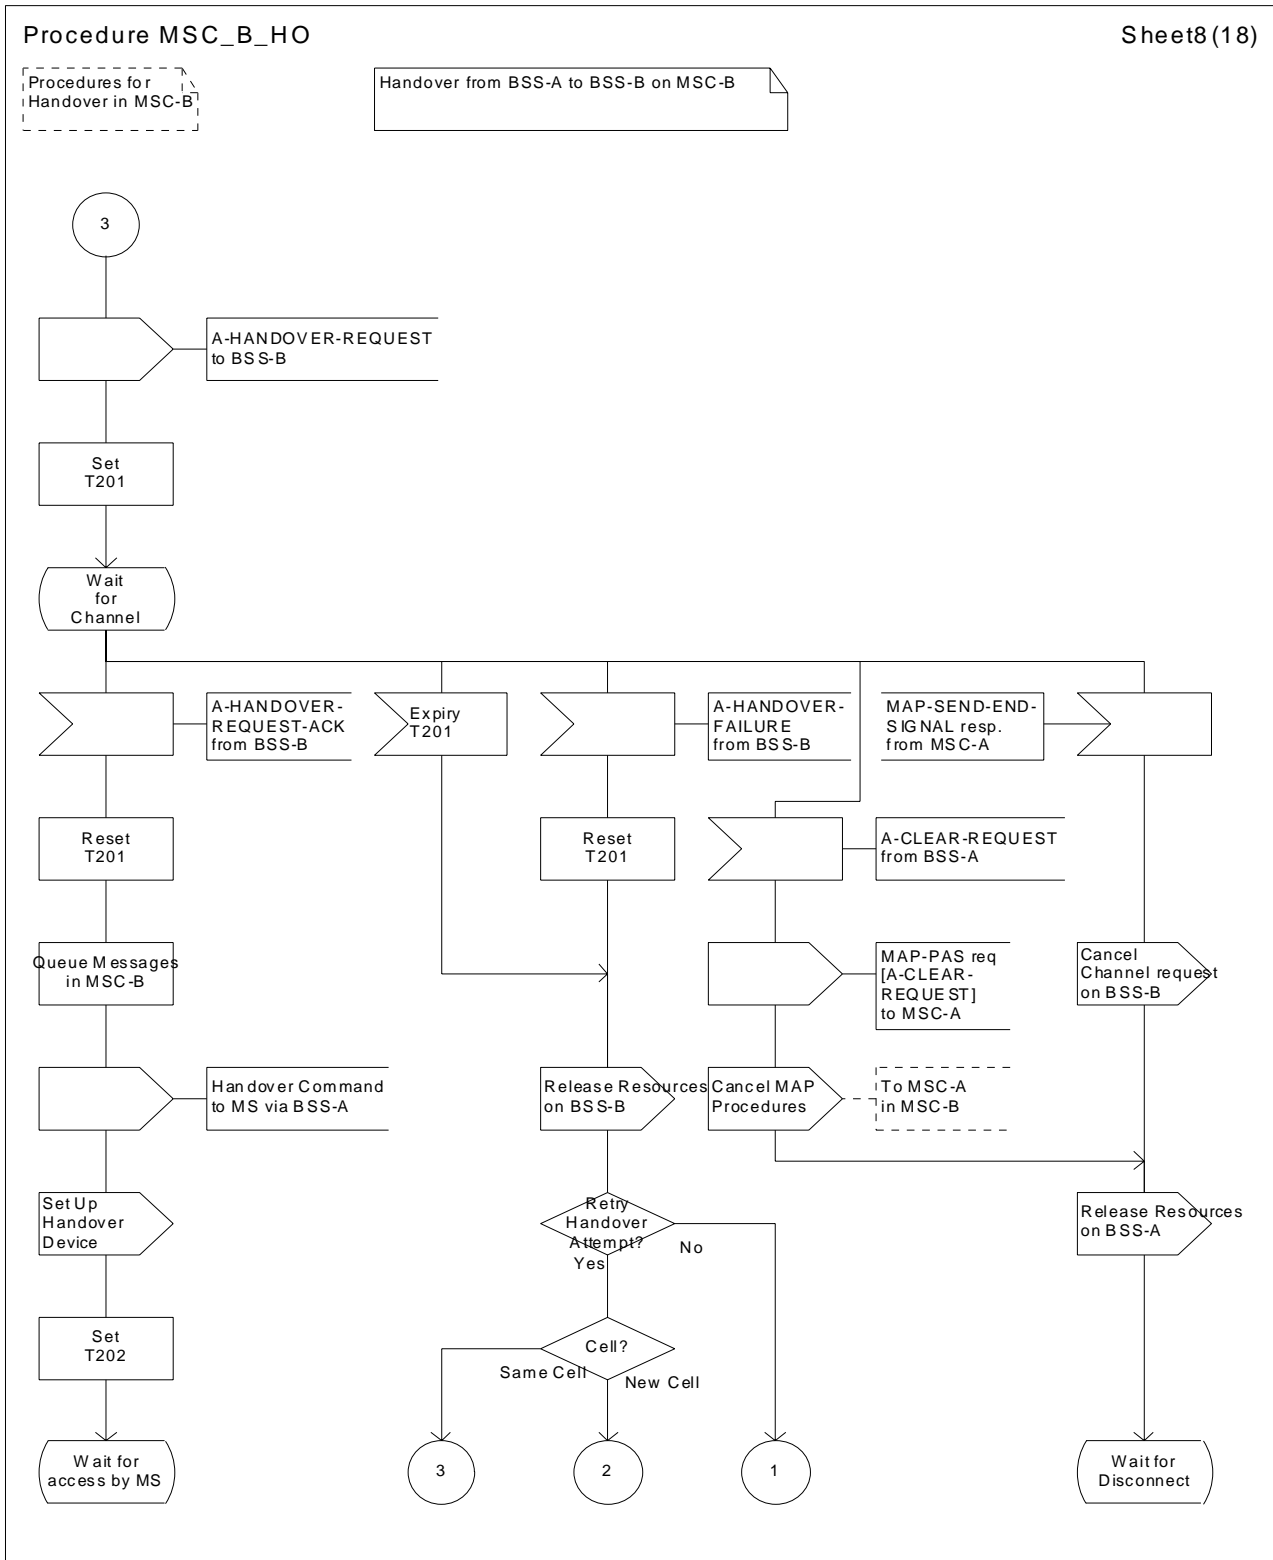 Procedure MSC_B_HO
Sheet8(18)
Procedures for
Handover in MSC-B
Handover from BSS-A to BSS-B on MSC-B
3
A-HANDOVER-REQUEST
to BSS-B
Set
T201
Wait
for
Channel
A-HANDOVER-
REQUEST-ACK
from BSS-B
Expiry
T201
A-HANDOVER-
FAILURE
from BSS-B
MAP-SEND-END-
SIGNAL resp.
from MSC-A
Reset
T201
Reset
T201
A-CLEAR-REQUEST
from BSS-A
Queue Messages
in MSC-B
MAP-PAS req
[A-CLEAR-
REQUEST]
to MSC-A
Cancel
Channel request
on BSS-B
Handover Command
to MS via BSS-A
Release Resources
on BSS-B
Cancel MAP
Procedures
To MSC-A
in MSC-B
Set Up
Handover
Device
Retry
Handover
Attempt?
Yes
No
Release Resources
on BSS-A
Set
T202
Cell?
Same Cell
New Cell
Wait for
access by MS
3
2
1
Wait for
Disconnect